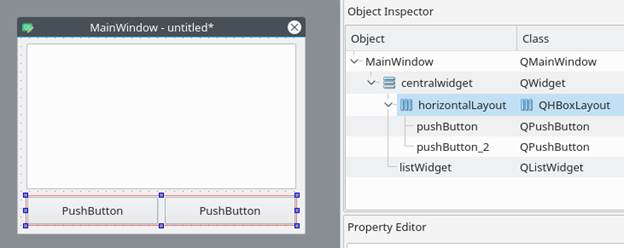 MainWindow - untitled*
PushButton PushButton
Object Inspector
Object Class
MainWindow QMainWindow
centralwidget QWidget
horizontalLayout QHBoxLayout
pushButton QPushButton
pushButton_2 QPushButton
listWidget QListWidget
Property Editor